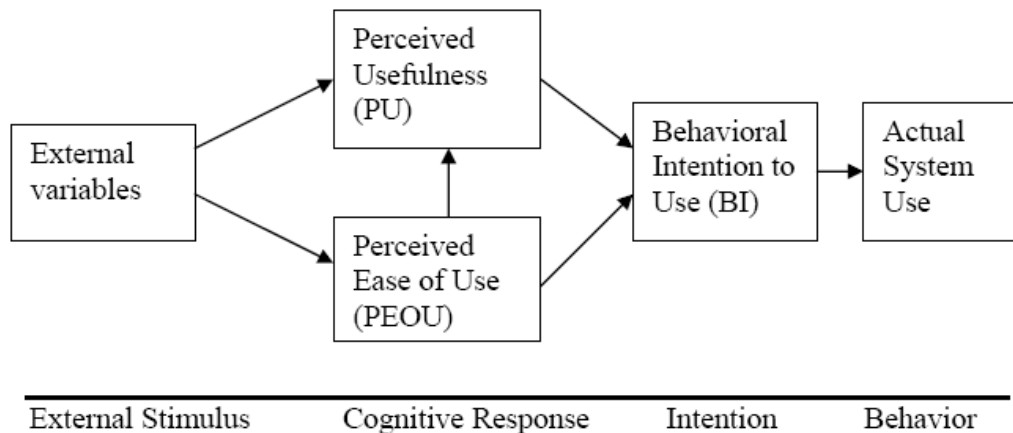 Perceived
Usefulness
(PU)
External
variables
Behavioral
Intention to
Use (BI)
Actual
System
Use
Perceived
Ease of Use
(PEOU)
External Stimulus
Cognitive Response
Intention
Behavior